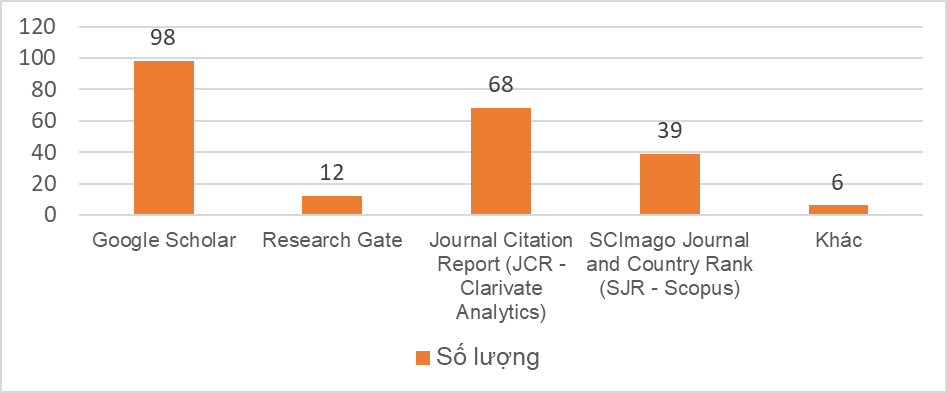 120
100
80
60
40
20
0
98
12
68
39
6
Google Scholar
Research Gate
Journal Citation
Report (JCR -
Clarivate
Analytics)
SCImago Journal
and Country Rank
(SJR - Scopus)
Khác
Số lượng